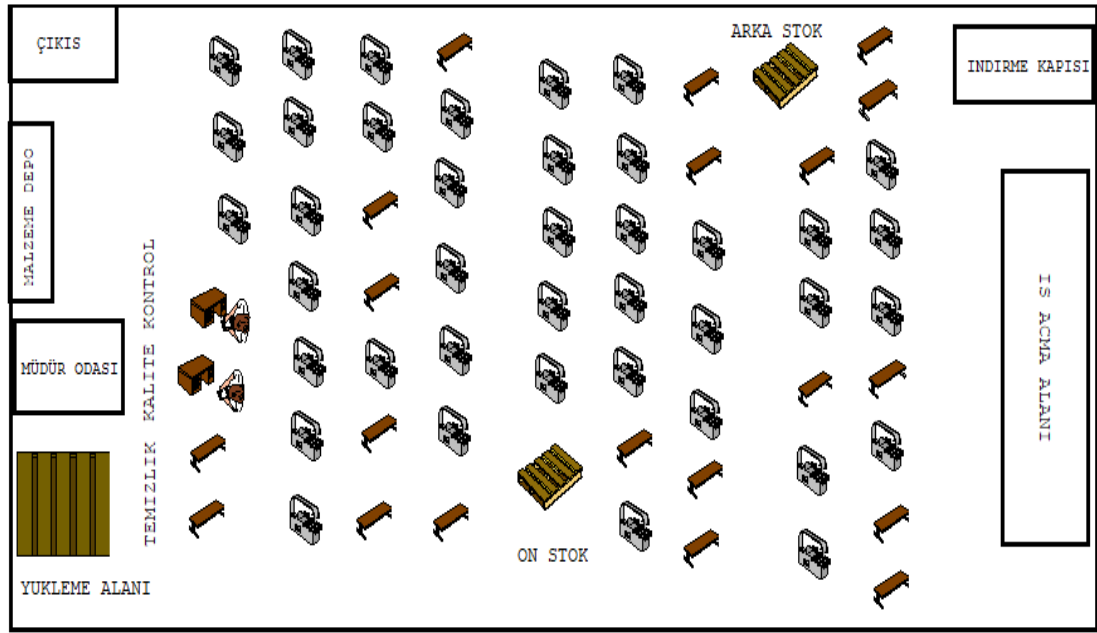 ÇIKIS
ARKA STOK
INDIRME KAPISI
MALZEME DEPO
TEMIZLIK KALITE KONTROL
IS ACMA ALANI
MÜDÜR ODASI
ON STOK
YUKLEME ALANI